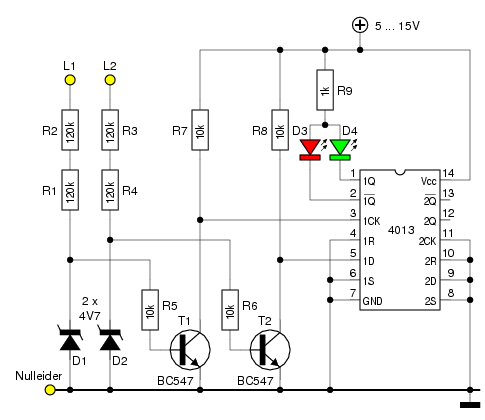 5 ... 15V
L1 L2
R9 1k
R2 120k R3 120k R7 10k R8 10k D3 D4
R1 120k R4 120k
1 1Q Vcc 14
2 1Q 2Q 13
3 1CK 2Q 12
4013
4 1R 2CK 11
5 1D 2R 10
6 1S 2D 9
7 GND 2S 8
2 x
4V7
R5 10k R6 10k
T1 T2
D1 D2
Nulleider
BC547 BC547